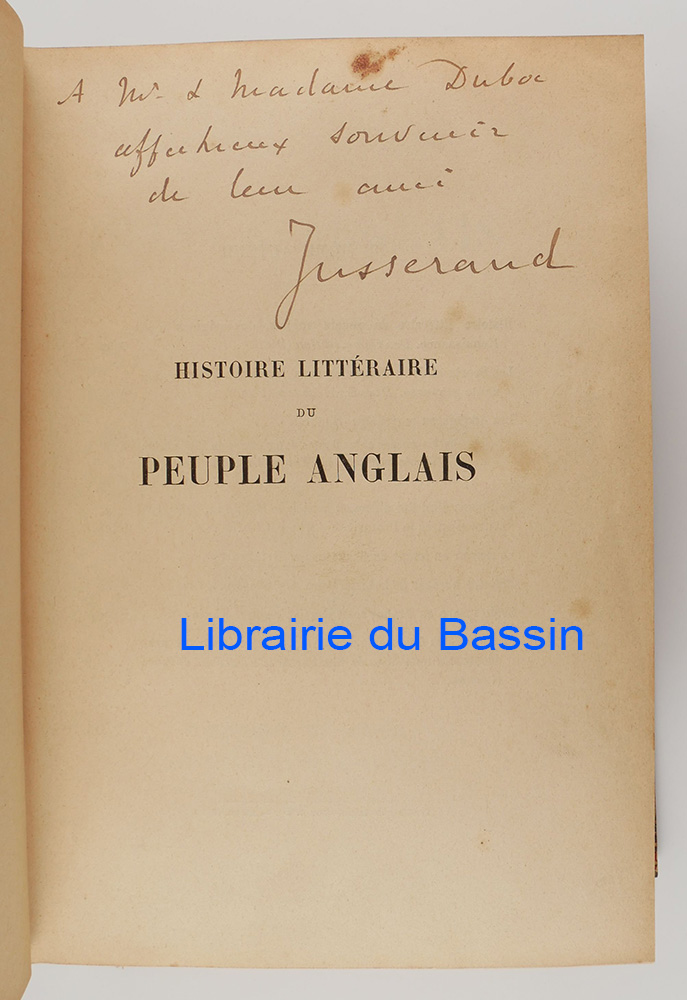 A Mr & Madame Duboc
affectueux souvenir
de leur ami
Jusserand
HISTOIRE LITTÉRAIRE
DU
PEUPLE ANGLAIS
Librairie du Bassin